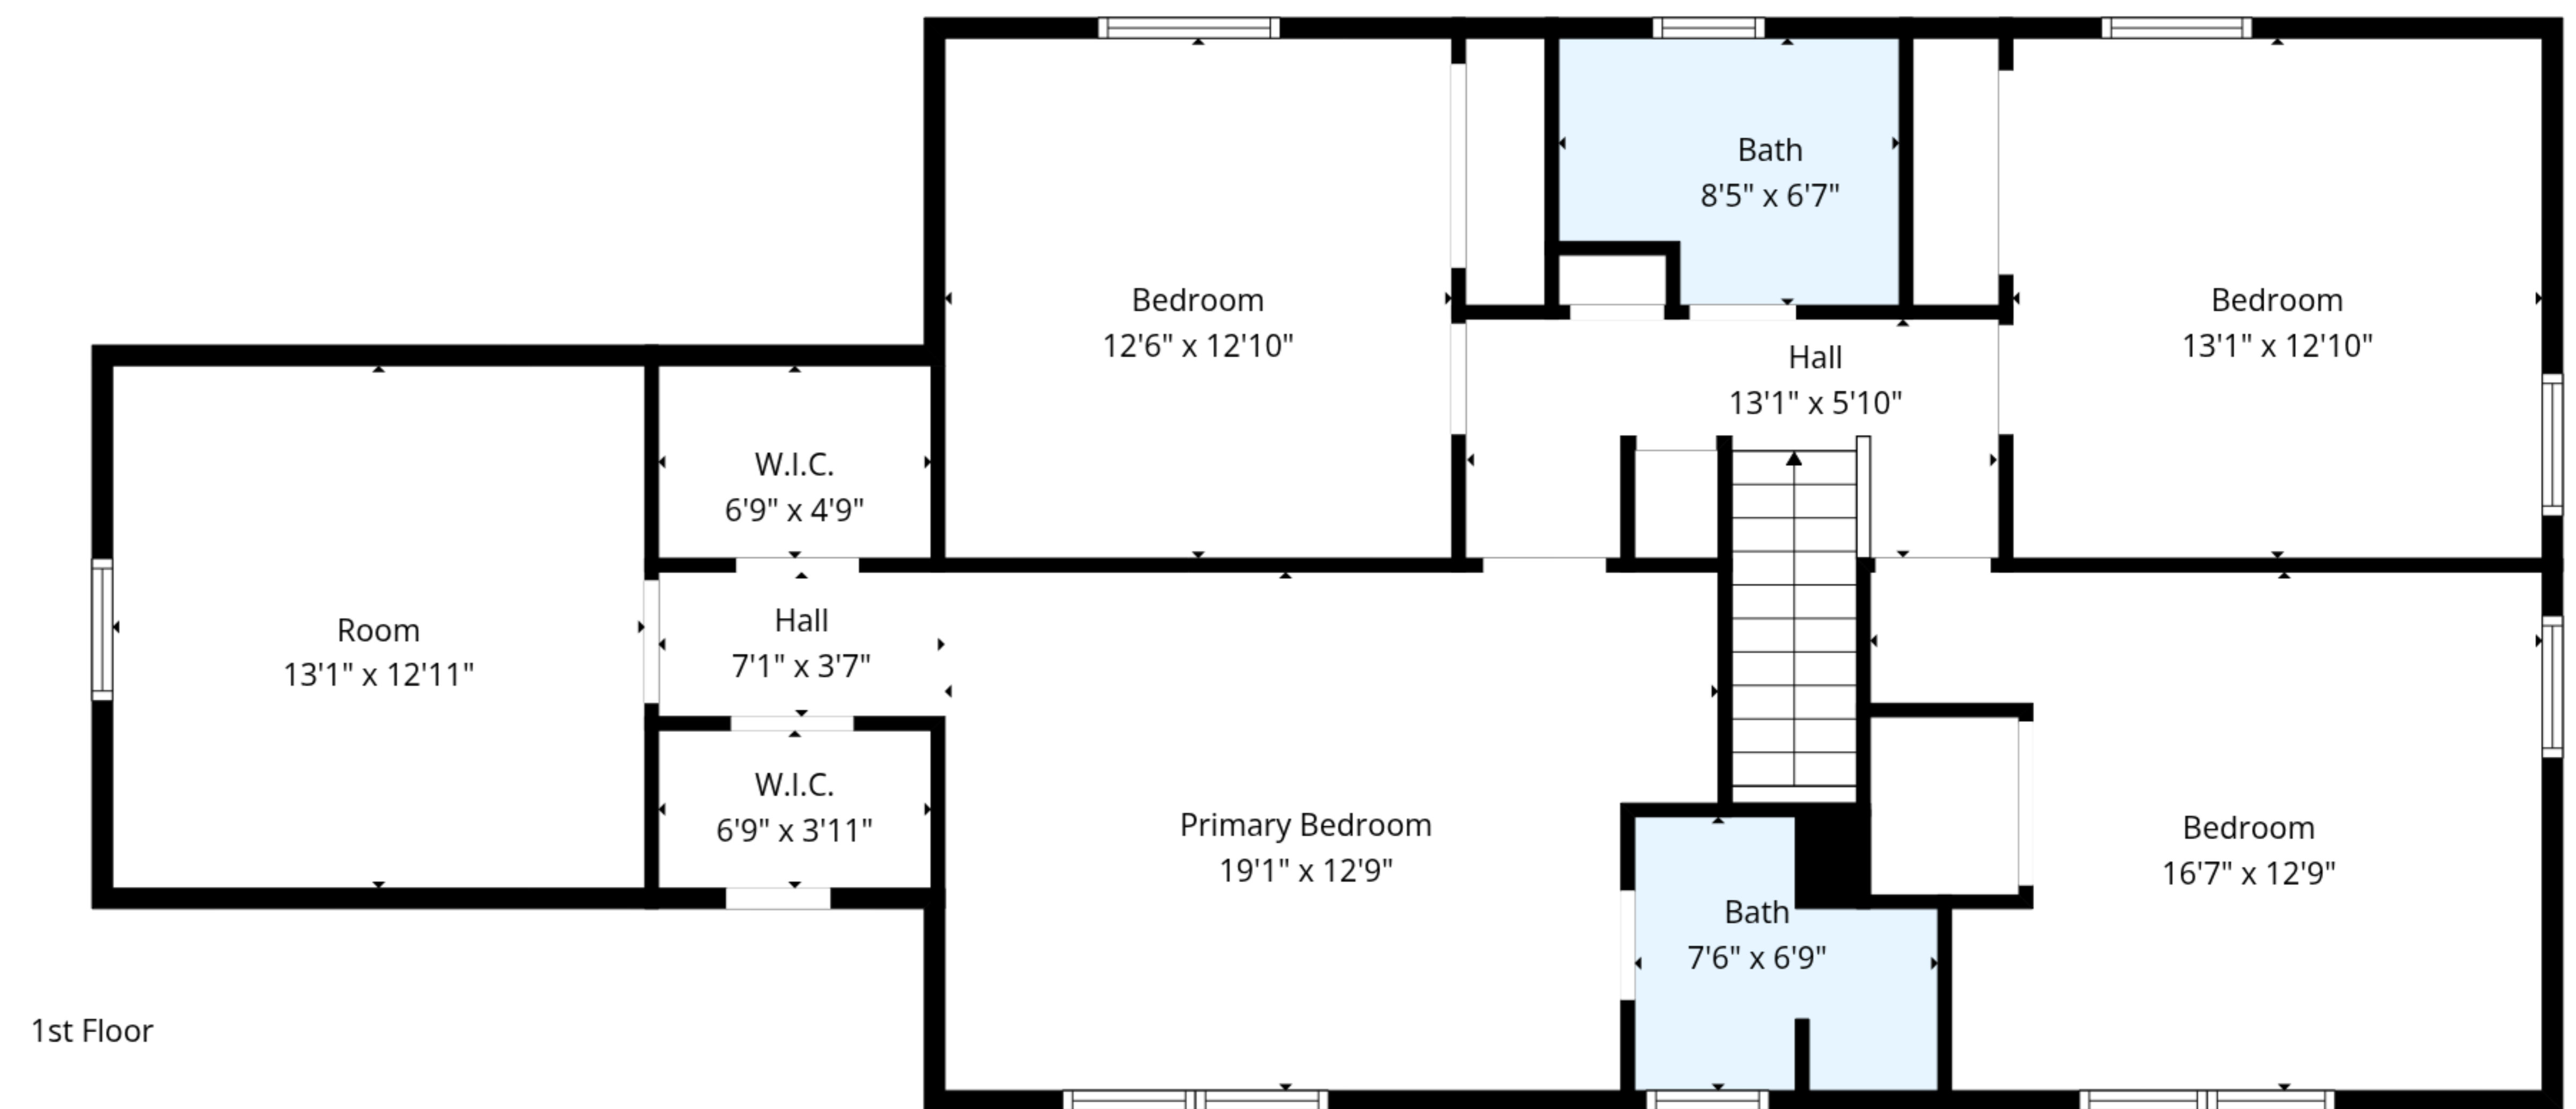 Bath
8'5" x 6'7"
Bedroom
12'6" x 12'10"
Bedroom
13'1" x 12'10"
Hall
13'1" x 5'10"
W.I.C.
6'9" x 4'9"
Room
13'1" x 12'11"
Hall
7'1" x 3'7"
W.I.C.
6'9" x 3'11"
Primary Bedroom
19'1" x 12'9"
Bedroom
16'7" x 12'9"
Bath
7'6" x 6'9"
1st Floor